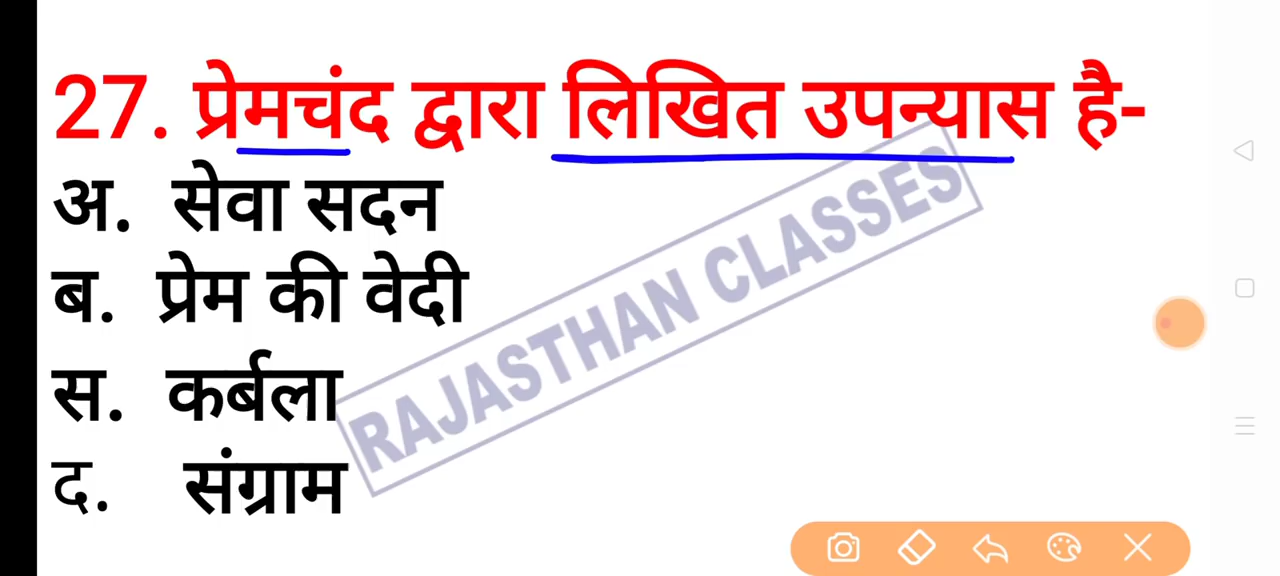 27. प्रेमचंद द्वारा लिखित उपन्यास है-
अ. सेवा सदन
ब. प्रेम की वेदी
स. कर्बला
द. संग्राम
RAJASTHAN CLASSES